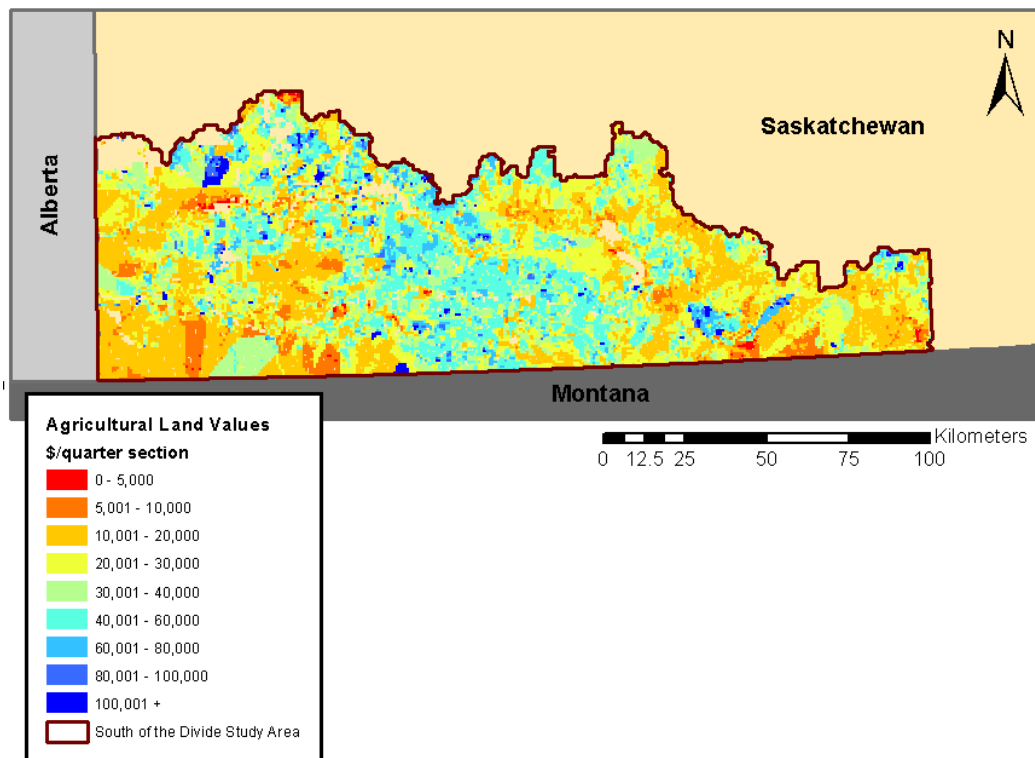 N
Saskatchewan
Alberta
Montana
Kilometers
0 12.5 25 50 75 100
Agricultural Land Values
$/quarter section
0 - 5,000
5,001 - 10,000
10,001 - 20,000
20,001 - 30,000
30,001 - 40,000
40,001 - 60,000
60,001 - 80,000
80,001 - 100,000
100,001 +
South of the Divide Study Area